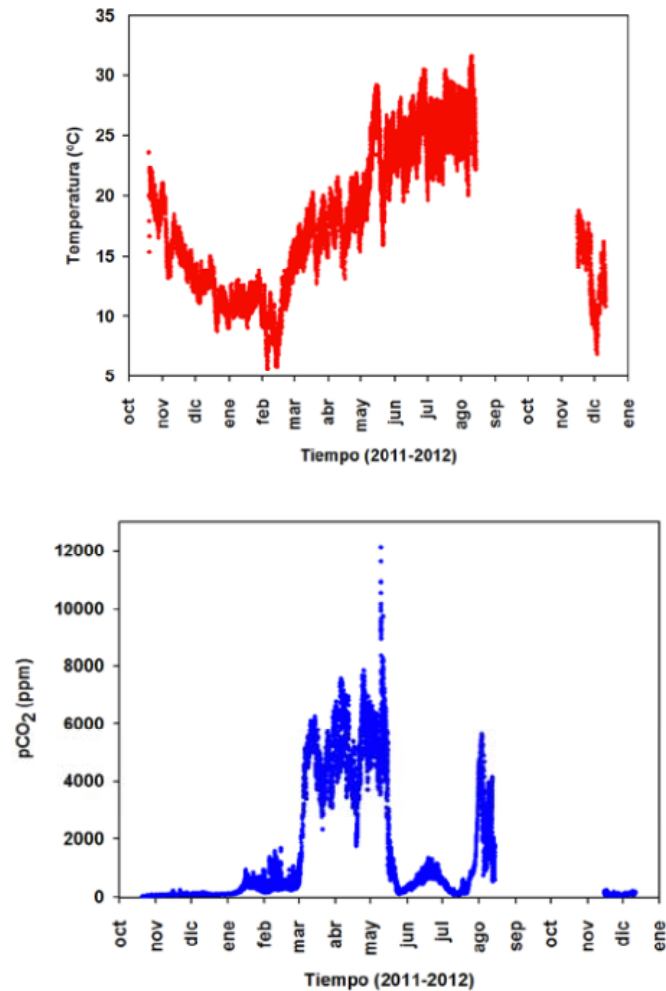 35
30
25
20
15
10
5
Temperatura (°C)
oct nov dic ene feb mar abr may jun jul ago sep oct nov dic ene
Tiempo (2011-2012)
12000
10000
8000
6000
4000
2000
0
pCO2 (ppm)
oct nov dic ene feb mar abr may jun jul ago sep oct nov dic ene
Tiempo (2011-2012)